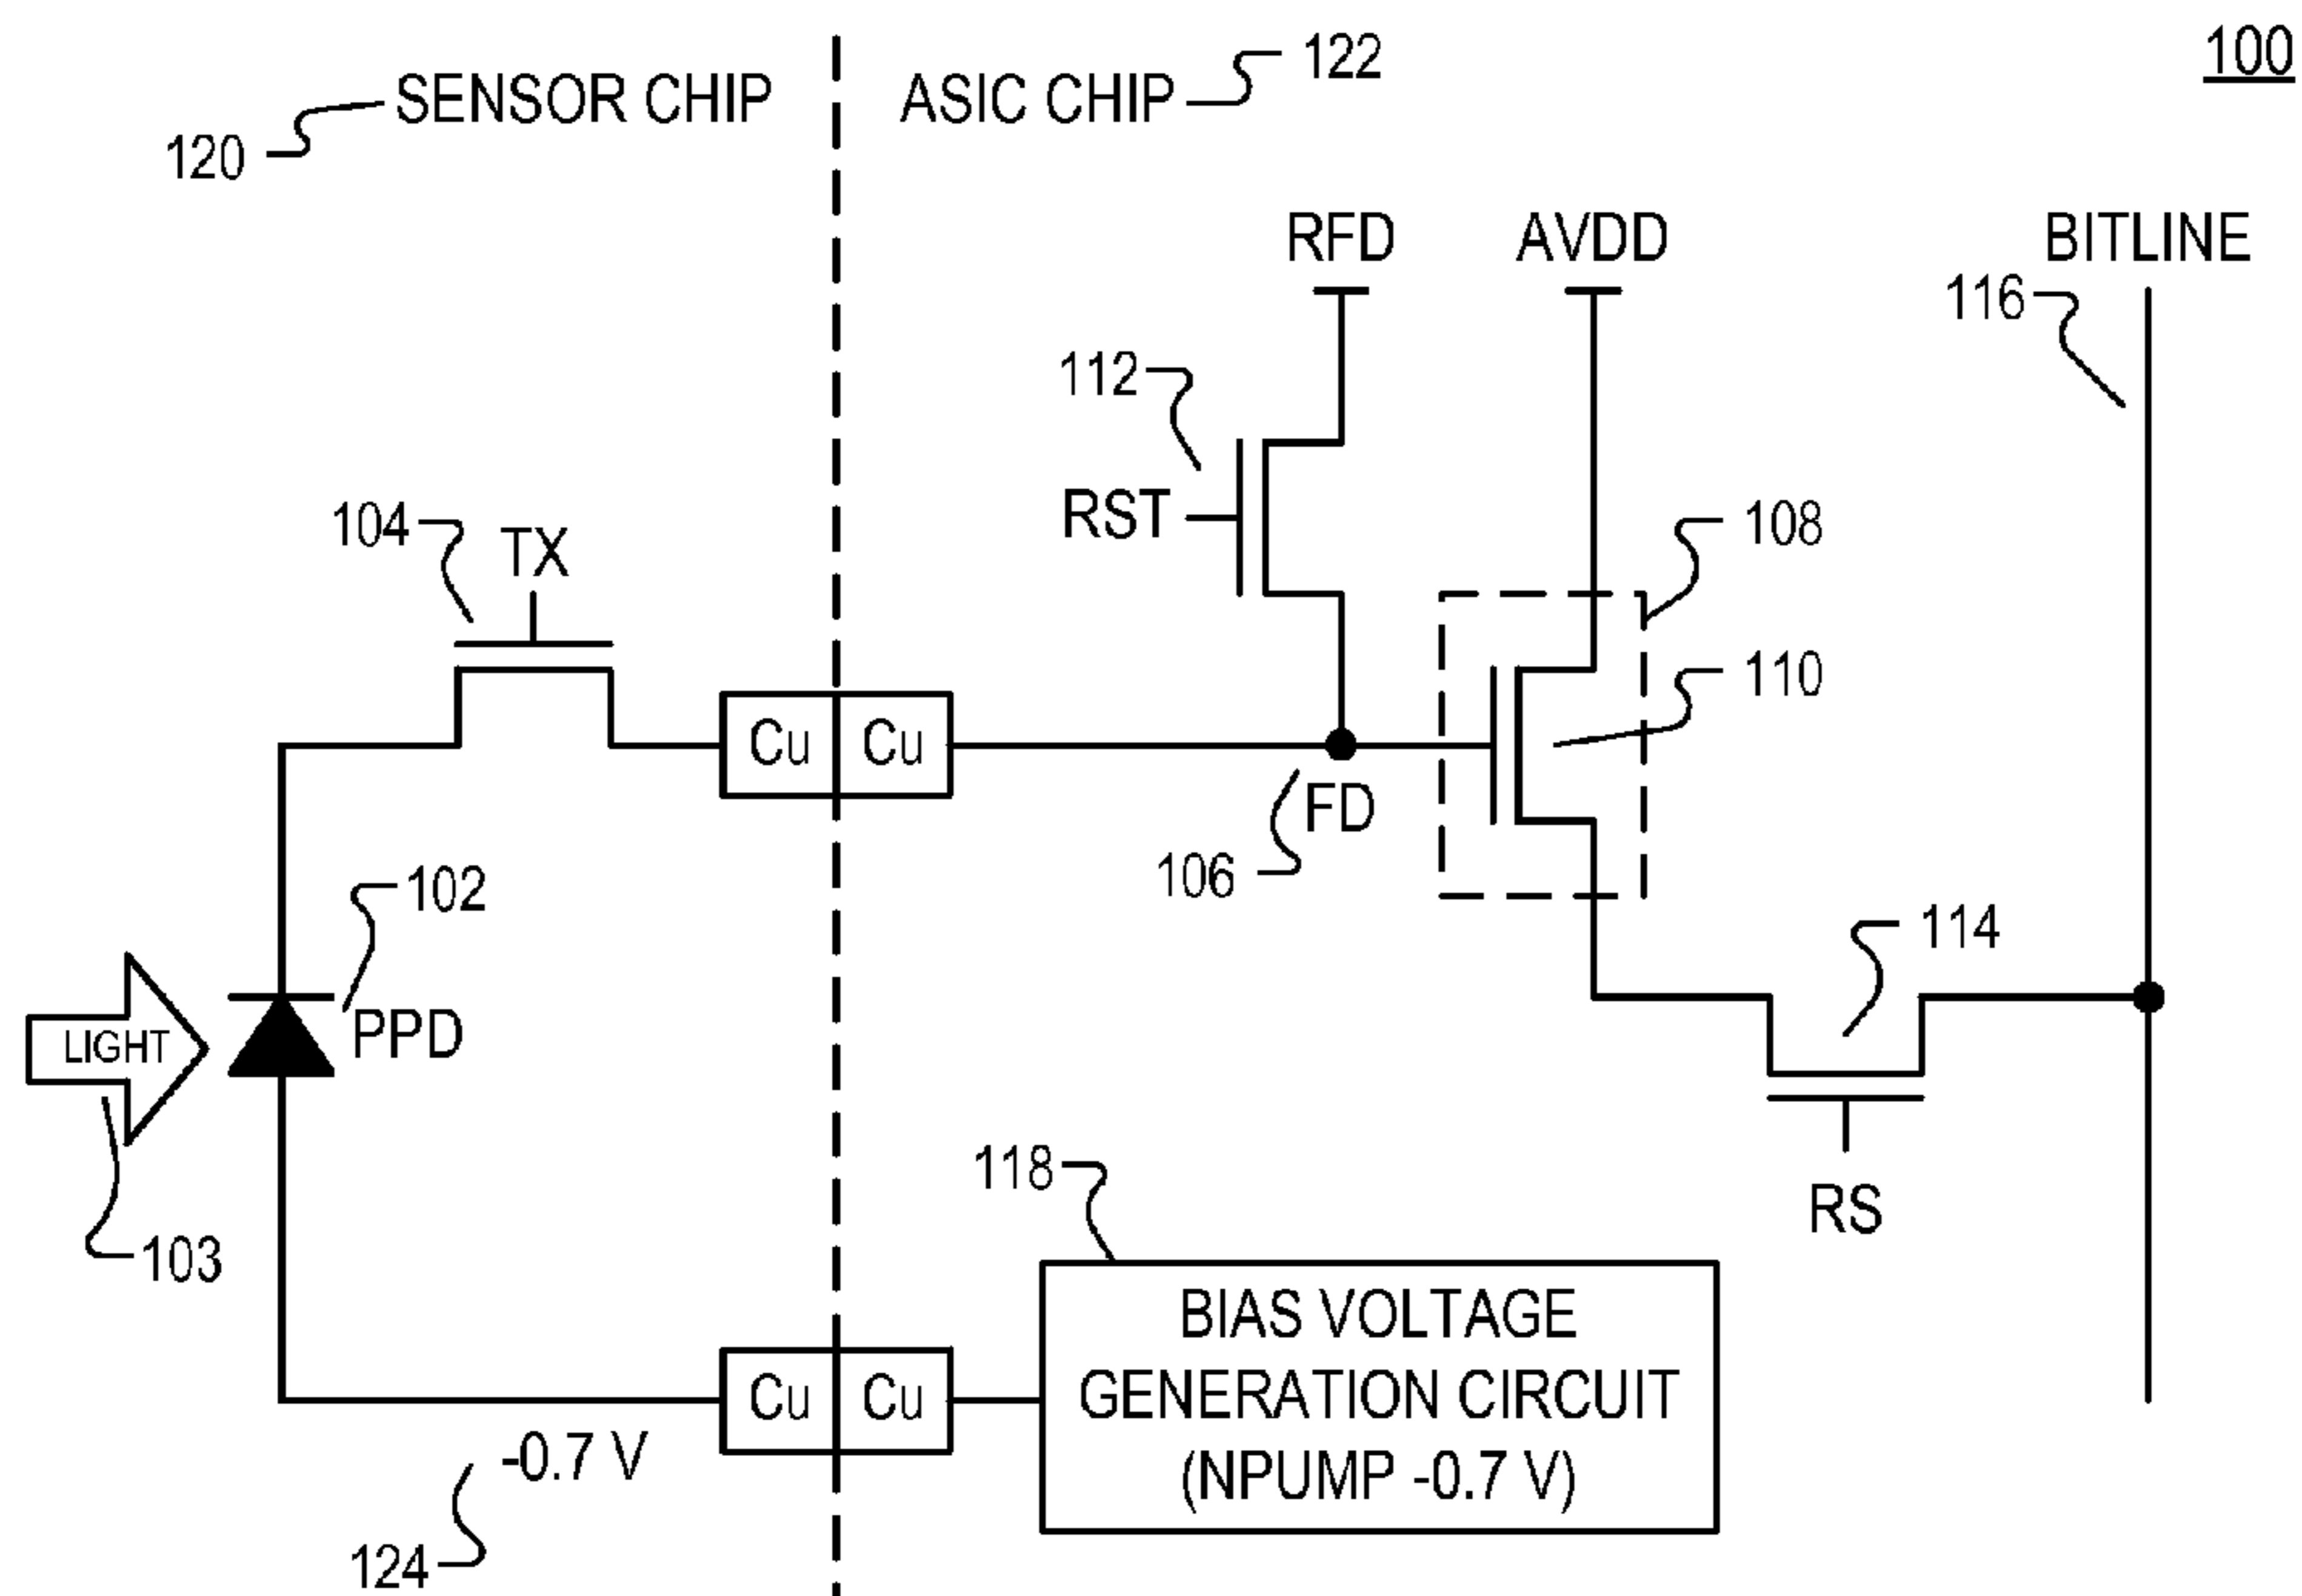 100
SENSOR CHIP
120
ASIC CHIP
122
RFD
AVDD
BITLINE
116
112
RST
104
TX
108
110
Cu
Cu
FD
106
102
PPD
LIGHT
103
114
RS
118
BIAS VOLTAGE
GENERATION CIRCUIT
(NPUMP -0.7 V)
Cu
Cu
-0.7 V
124